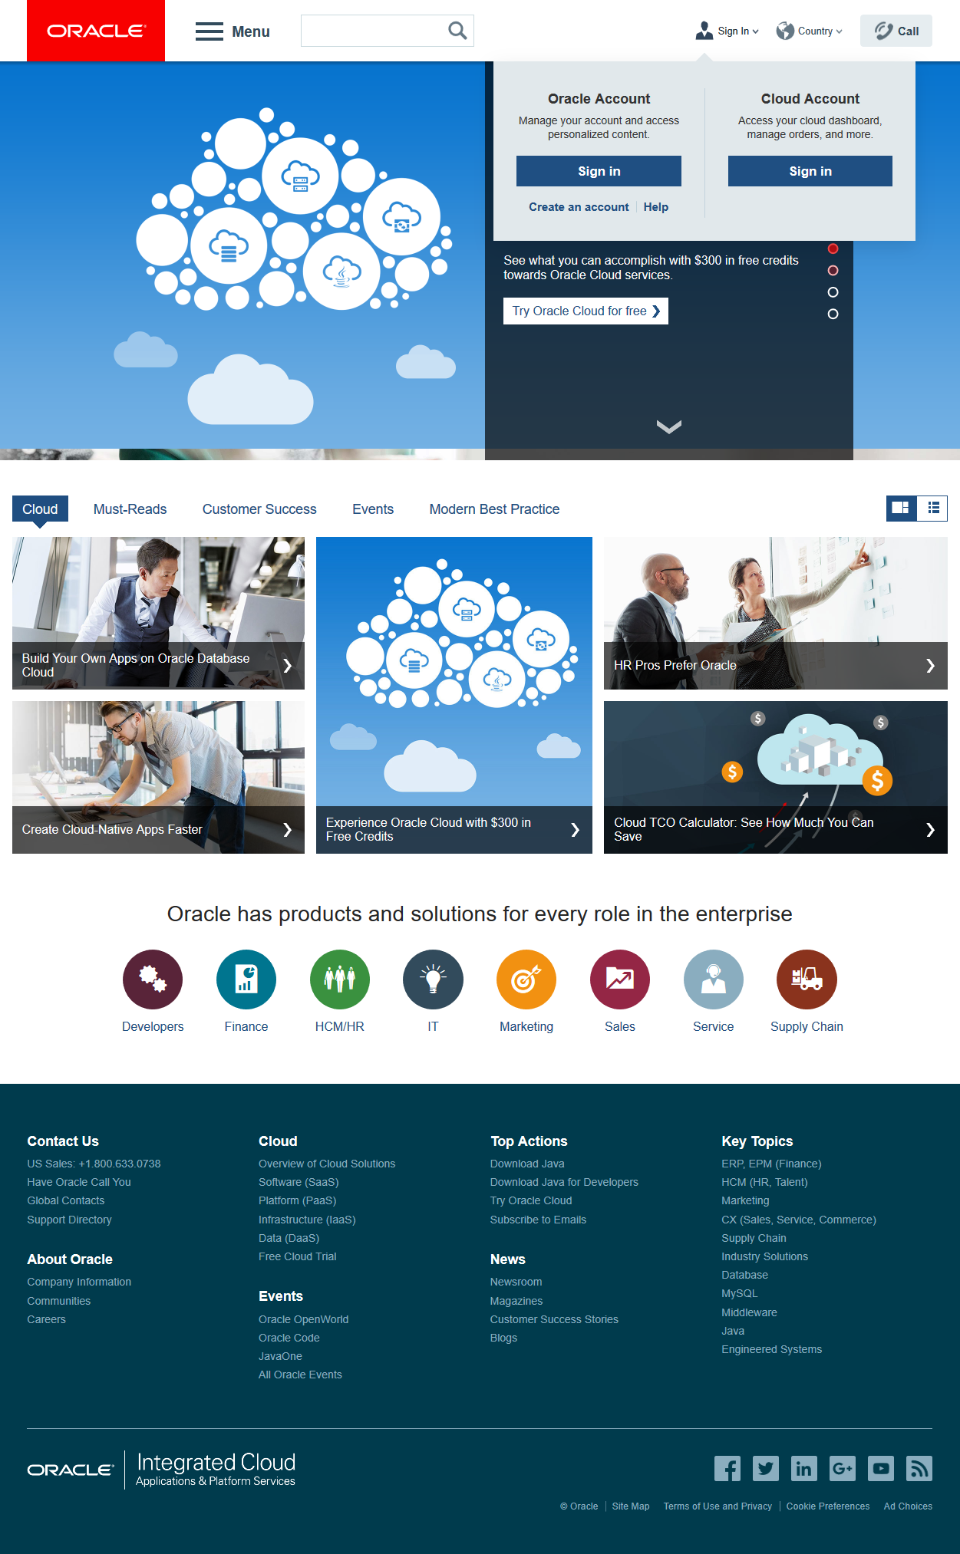 ORACLE
Menu
Sign In
Country
Call
Oracle Account
Manage your account and access
personalized content.
Sign in
Create an account
Help
Cloud Account
Access your cloud dashboard,
manage orders, and more.
Sign in
See what you can accomplish with $300 in free credits
towards Oracle Cloud services.
Try Oracle Cloud for free
Cloud
Must-Reads
Customer Success
Events
Modern Best Practice
Build Your Own Apps on Oracle Database
Cloud
Create Cloud-Native Apps Faster
Experience Oracle Cloud with $300 in
Free Credits
HR Pros Prefer Oracle
Cloud TCO Calculator: See How Much You Can
Save
Oracle has products and solutions for every role in the enterprise
Developers
Finance
HCM/HR
IT
Marketing
Sales
Service
Supply Chain
Contact Us
US Sales: +1.800.633.0738
Have Oracle Call You
Global Contacts
Support Directory
About Oracle
Company Information
Communities
Careers
Cloud
Overview of Cloud Solutions
Software (SaaS)
Platform (PaaS)
Infrastructure (IaaS)
Data (DaaS)
Free Cloud Trial
Events
Oracle OpenWorld
Oracle Code
JavaOne
All Oracle Events
Top Actions
Download Java
Download Java for Developers
Try Oracle Cloud
Subscribe to Emails
News
Newsroom
Magazines
Customer Success Stories
Blogs
Key Topics
ERP, EPM (Finance)
HCM (HR, Talent)
Marketing
CX (Sales, Service, Commerce)
Supply Chain
Industry Solutions
Database
MySQL
Middleware
Java
Engineered Systems
ORACLE
Integrated Cloud
Applications & Platform Services
© Oracle
Site Map
Terms of Use and Privacy
Cookie Preferences
Ad Choices